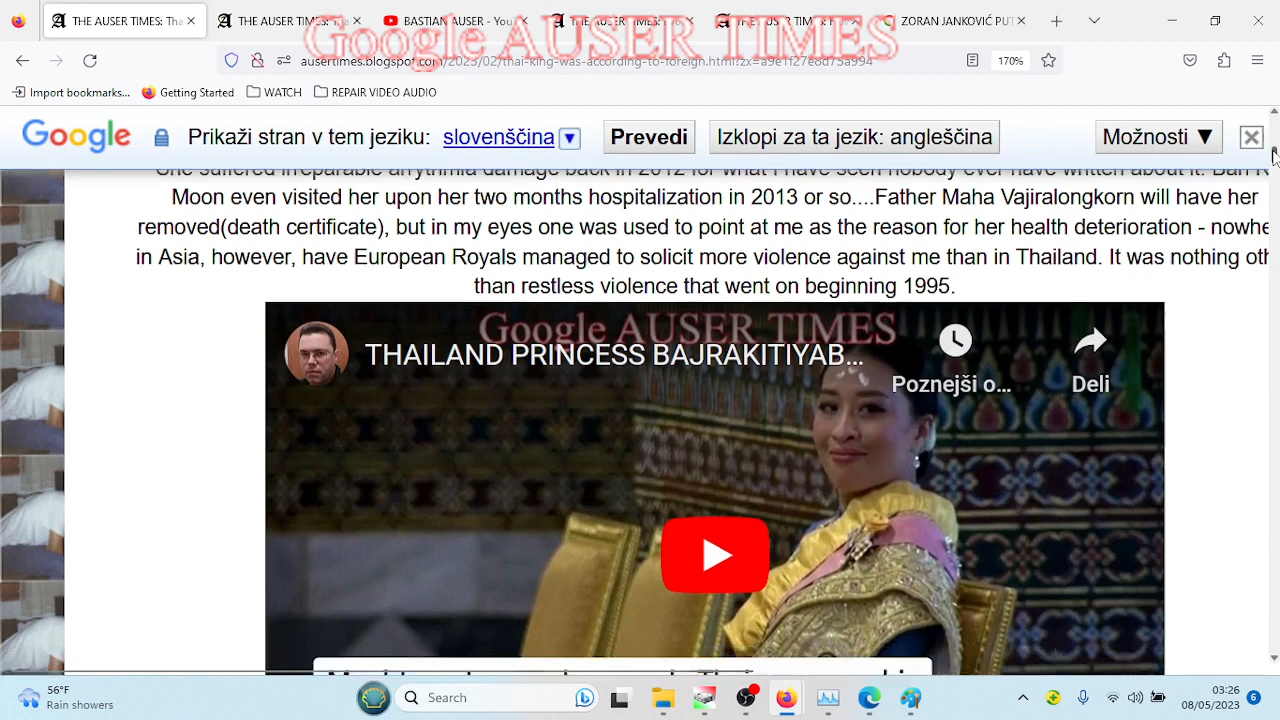 THE AUSER TIMES: Tha
THE AUSER TIMES: Tha
BASTIAN AUSER - YouT
ZORAN JANKOVIĆ PUT
Google AUSER TIMES
ausertimes.blogspot.com/2023/02/thai-king-was-according-to-foreign.html
170%
Import bookmarks...
Getting Started
WATCH
REPAIR VIDEO AUDIO
Google
Prikaži stran v tem jeziku: slovenščina
Prevedi
Izklopi za ta jezik: angleščina
Možnosti ▼
Moon even visited her upon her two months hospitalization in 2013 or so....Father Maha Vajiralongkorn will have her
removed(death certificate), but in my eyes one was used to point at me as the reason for her health deterioration - nowhe
in Asia, however, have European Royals managed to solicit more violence against me than in Thailand. It was nothing oth
than restless violence that went on beginning 1995.
Google AUSER TIMES
THAILAND PRINCESS BAJRAKITIYAB...
Poznejši o...
Deli
56°F
Rain showers
Search
03:26
08/05/2023
6